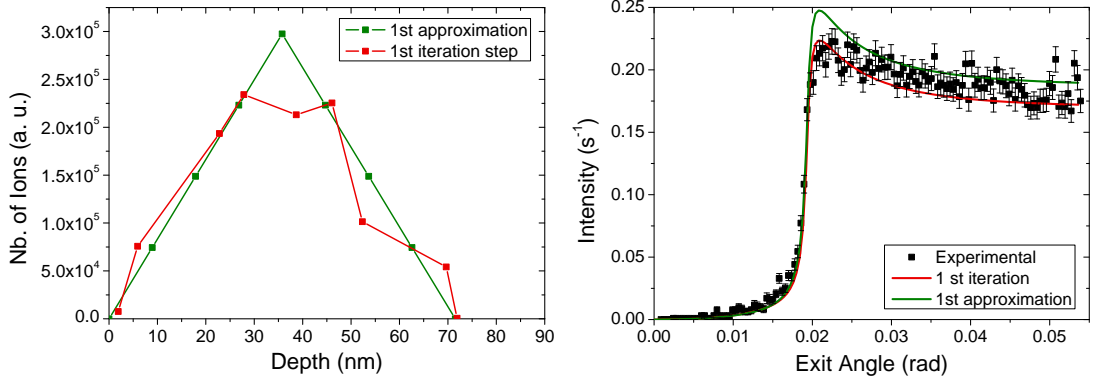 3.0x10⁵
2.5x10⁵
2.0x10⁵
1.5x10⁵
1.0x10⁵
5.0x10⁴
0.0
Nb. of Ions (a. u.)
1st approximation
1st iteration step
0 10 20 30 40 50 60 70 80 90
Depth (nm)
0.25
0.20
0.15
0.10
0.05
0.00
Intensity (s⁻¹)
Experimental
1 st iteration
1st approximation
0.00 0.01 0.02 0.03 0.04 0.05
Exit Angle (rad)